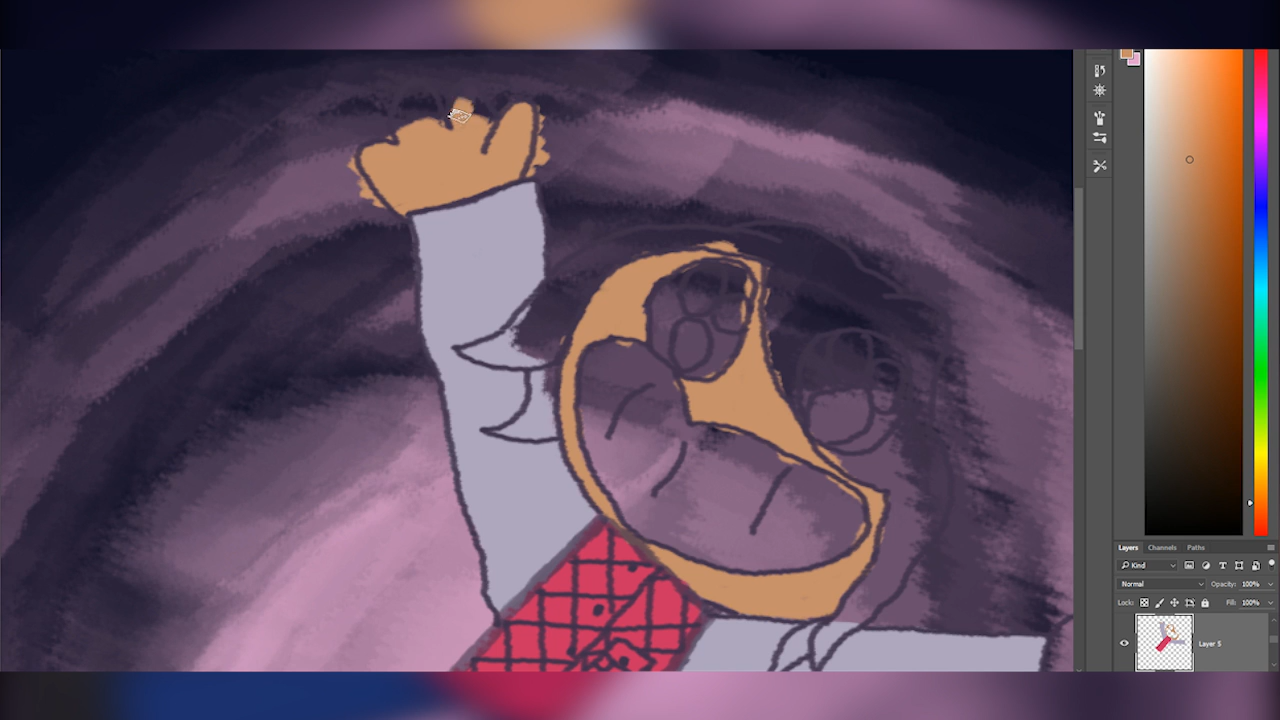 Layers Channels Paths
Kind
Normal Opacity: 100%
Lock: Fill: 100%
Layer 5